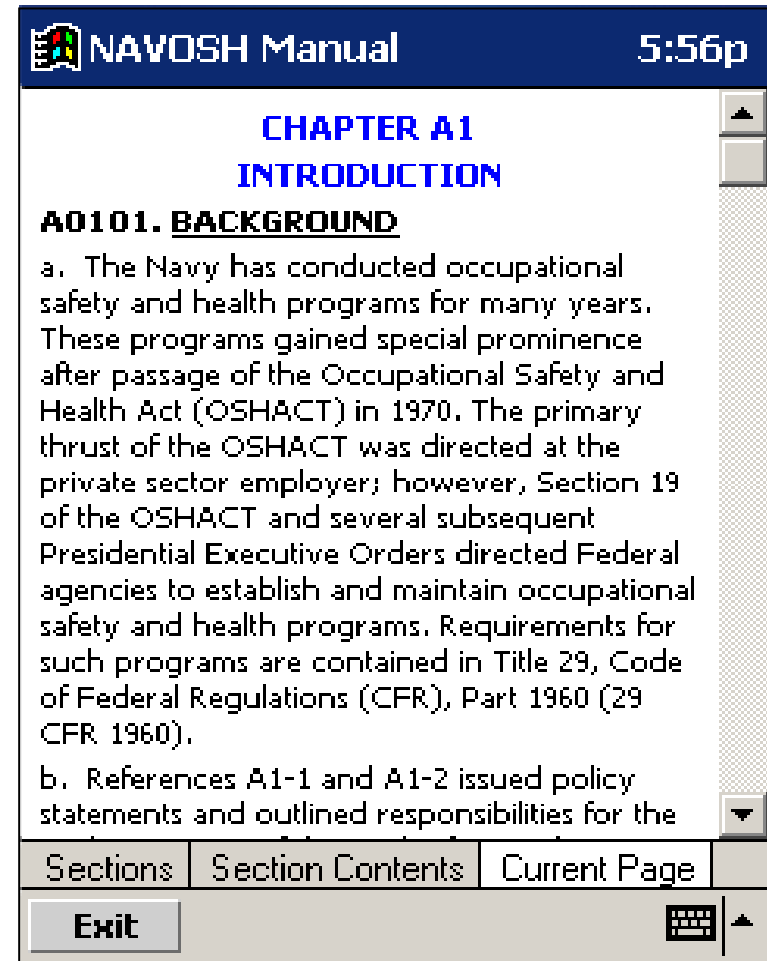 NAVOSH Manual 5:56p
CHAPTER A1
INTRODUCTION
A0101. BACKGROUND
a. The Navy has conducted occupational
safety and health programs for many years.
These programs gained special prominence
after passage of the Occupational Safety and
Health Act (OSHACT) in 1970. The primary
thrust of the OSHACT was directed at the
private sector employer; however, Section 19
of the OSHACT and several subsequent
Presidential Executive Orders directed Federal
agencies to establish and maintain occupational
safety and health programs. Requirements for
such programs are contained in Title 29, Code
of Federal Regulations (CFR), Part 1960 (29
CFR 1960).
b. References A1-1 and A1-2 issued policy
statements and outlined responsibilities for the
Sections Section Contents Current Page
Exit